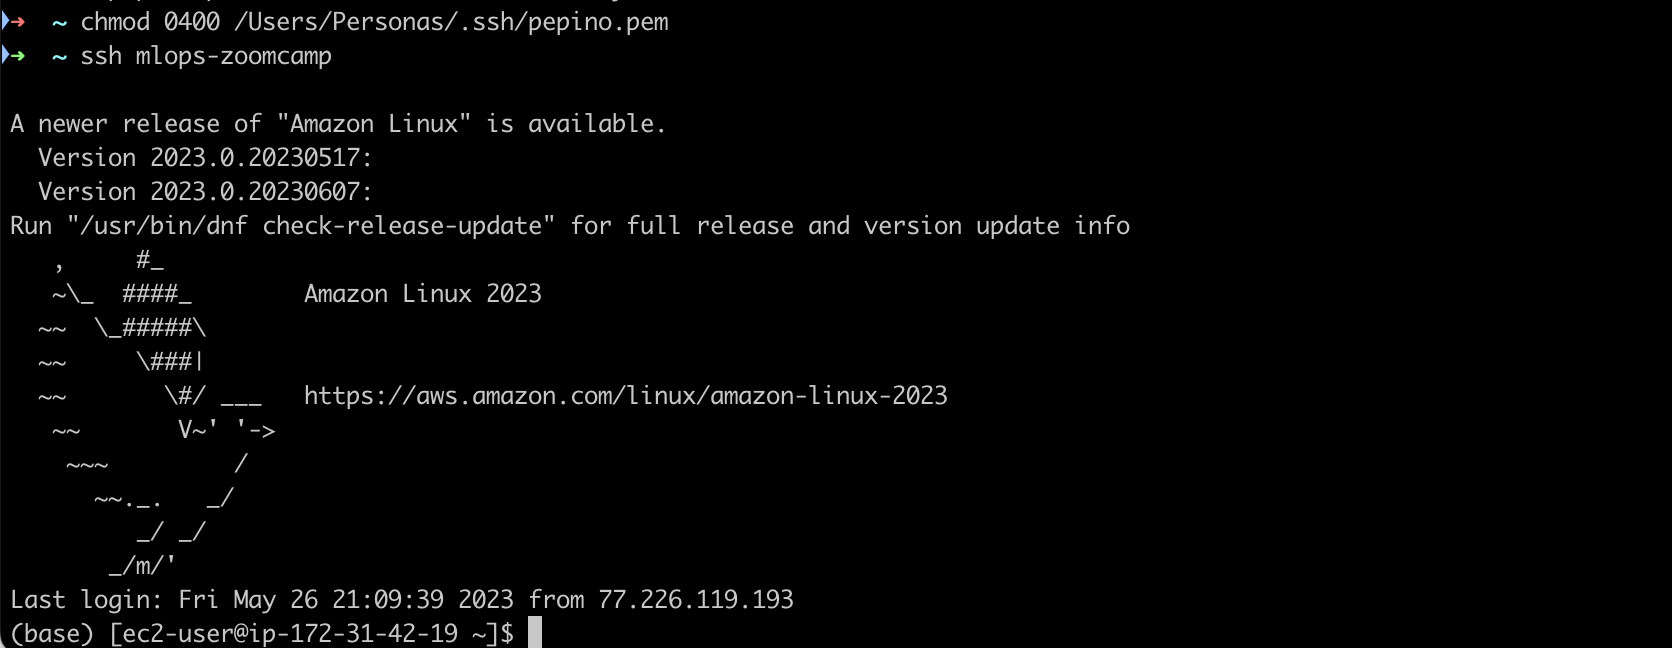 ➜  ~ chmod 0400 /Users/Personas/.ssh/pepino.pem
➜  ~ ssh mlops-zoomcamp

A newer release of "Amazon Linux" is available.
  Version 2023.0.20230517:
  Version 2023.0.20230607:
Run "/usr/bin/dnf check-release-update" for full release and version update info
   ,     #_
   ~\_  ####_        Amazon Linux 2023
  ~~  \_#####\
  ~~     \###|
  ~~       \#/ ___   https://aws.amazon.com/linux/amazon-linux-2023
   ~~       V~' '->
    ~~~         /
      ~~._.   _/
         _/ _/
       _/m/'
Last login: Fri May 26 21:09:39 2023 from 77.226.119.193
(base) [ec2-user@ip-172-31-42-19 ~]$